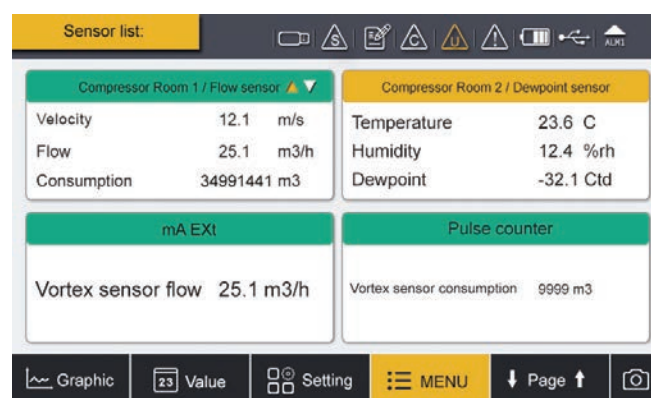 Sensor list:
S C U ! ALM1
Compressor Room 1 / Flow sensor
Velocity 12.1 m/s
Flow 25.1 m3/h
Consumption 34991441 m3
Compressor Room 2 / Dewpoint sensor
Temperature 23.6 C
Humidity 12.4 %rh
Dewpoint -32.1 Ctd
mA EXt
Vortex sensor flow 25.1 m3/h
Pulse counter
Vortex sensor consumption 9999 m3
Graphic 23 Value Setting MENU Page